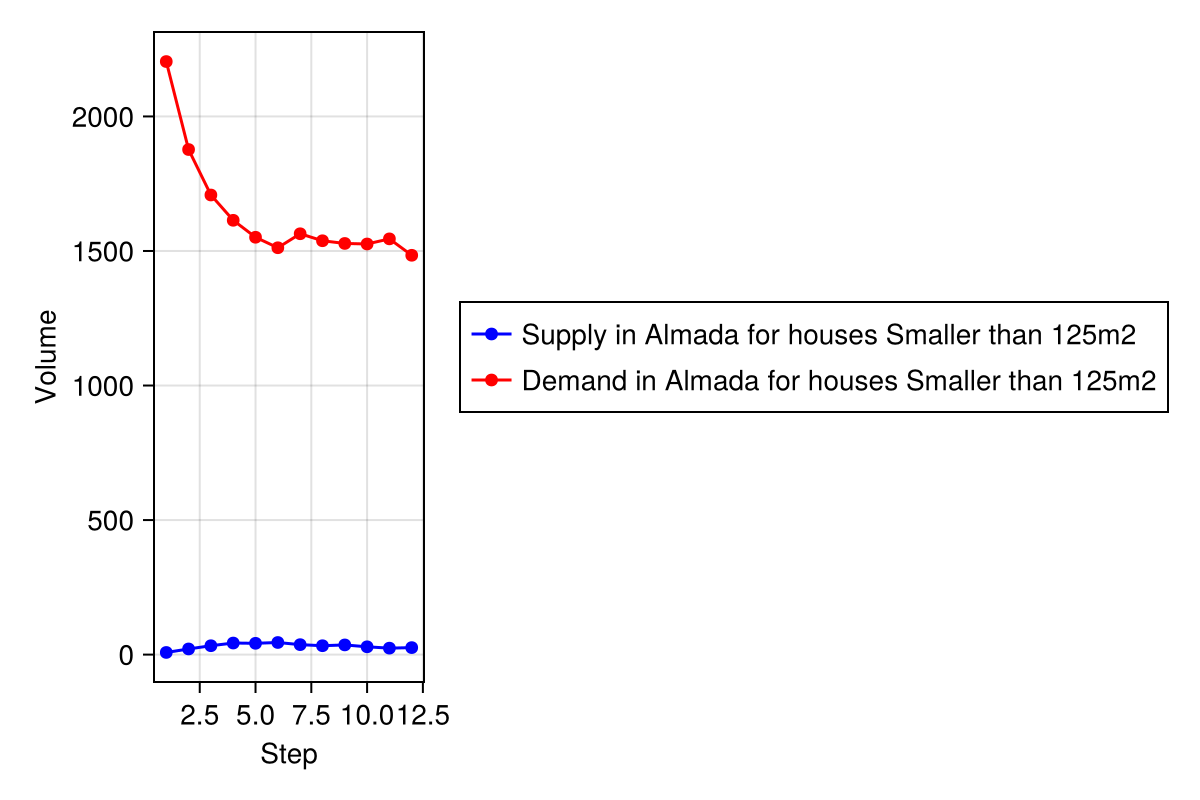 2000
1500
1000
500
0
Volume
2.5 5.0 7.5 10.0 12.5
Step
Supply in Almada for houses Smaller than 125m2
Demand in Almada for houses Smaller than 125m2